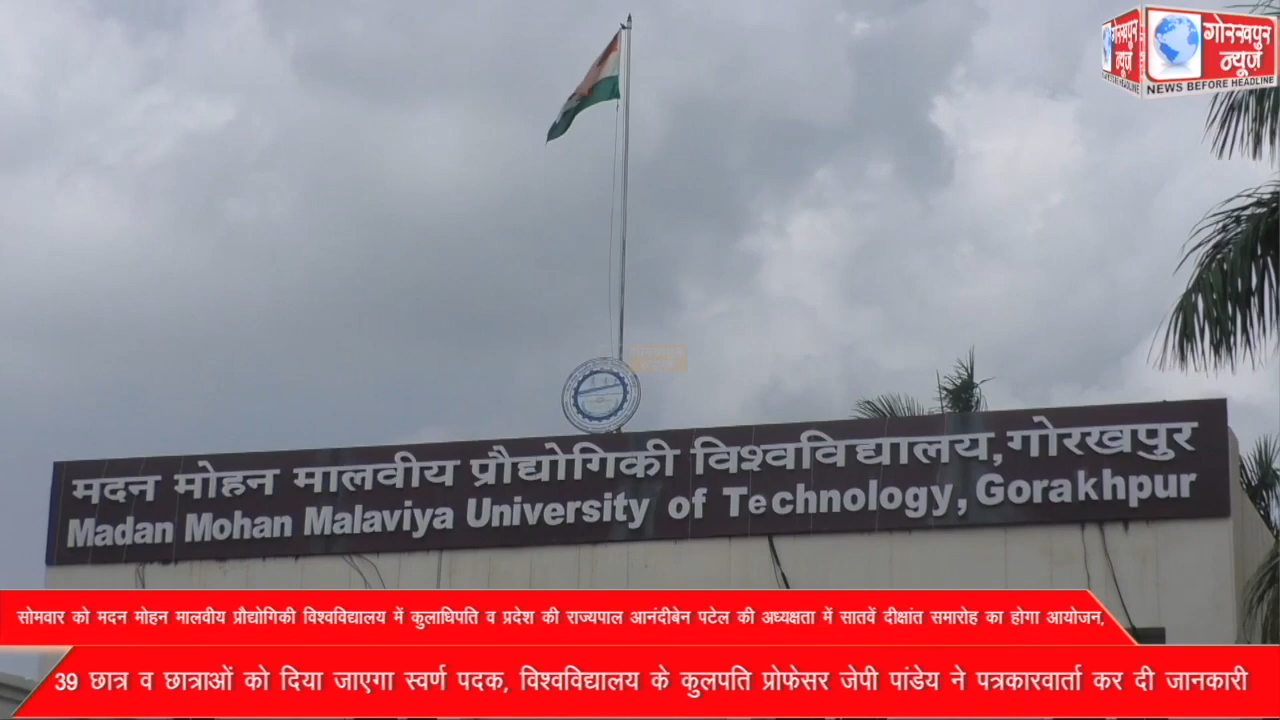 गोरखपुर
न्यूज़
NEWS BEFORE HEADLINE
मदन मोहन मालवीय प्रौद्योगिकी विश्वविद्यालय,गोरखपुर
Madan Mohan Malaviya University of Technology, Gorakhpur
सोमवार को मदन मोहन मालवीय प्रौद्योगिकी विश्वविद्यालय में कुलाधिपति व प्रदेश की राज्यपाल आनंदीबेन पटेल की अध्यक्षता में सातवें दीक्षांत समारोह का होगा आयोजन,
39 छात्र व छात्राओं को दिया जाएगा स्वर्ण पदक, विश्वविद्यालय के कुलपति प्रोफेसर जेपी पांडेय ने पत्रकारवार्ता कर दी जानकारी